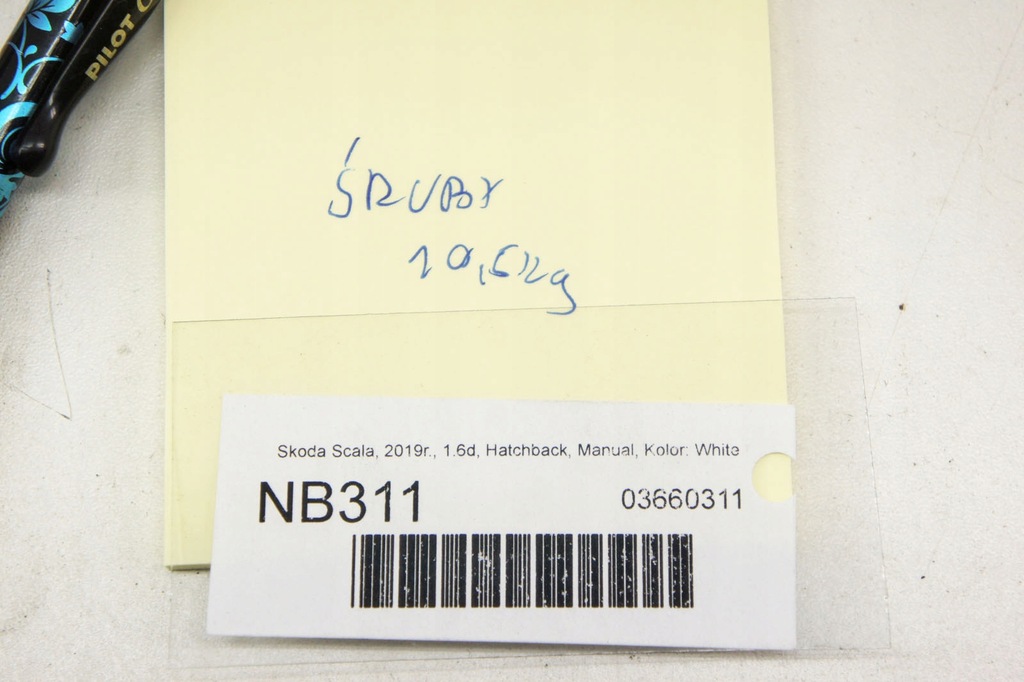 PILOT
ŚRUBY
10,5kg
Skoda Scala, 2019r., 1.6d, Hatchback, Manual, Kolor: White
NB311
03660311